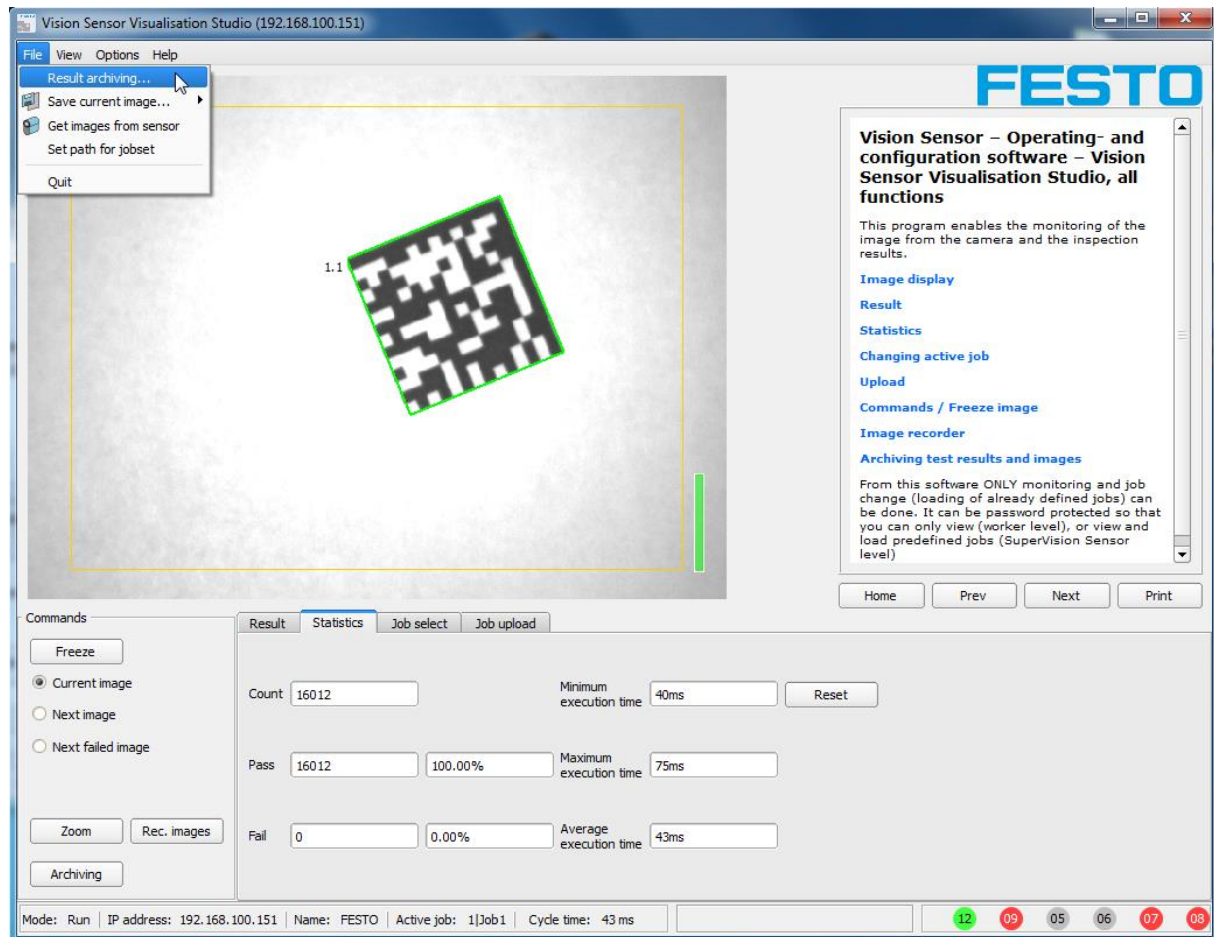 Vision Sensor Visualisation Studio (192.168.100.151)
File View Options Help
Result archiving...
Save current image...
Get images from sensor
Set path for jobset
Quit
1.1
FESTO
Vision Sensor – Operating- and
configuration software – Vision
Sensor Visualisation Studio, all
functions
This program enables the monitoring of the
image from the camera and the inspection
results.
Image display
Result
Statistics
Changing active job
Upload
Commands / Freeze image
Image recorder
Archiving test results and images
From this software ONLY monitoring and job
change (loading of already defined jobs) can
be done. It can be password protected so that
you can only view (worker level), or view and
load predefined jobs (SuperVision Sensor
level)
Home Prev Next Print
Commands
Freeze
Current image
Next image
Next failed image
Zoom Rec. images
Archiving
Result Statistics Job select Job upload
Count 16012 Minimum
execution time 40ms Reset
Pass 16012 100.00% Maximum
execution time 75ms
Fail 0 0.00% Average
execution time 43ms
Mode: Run IP address: 192.168.100.151 Name: FESTO Active job: 1|Job1 Cycle time: 43 ms 12 09 05 06 07 08